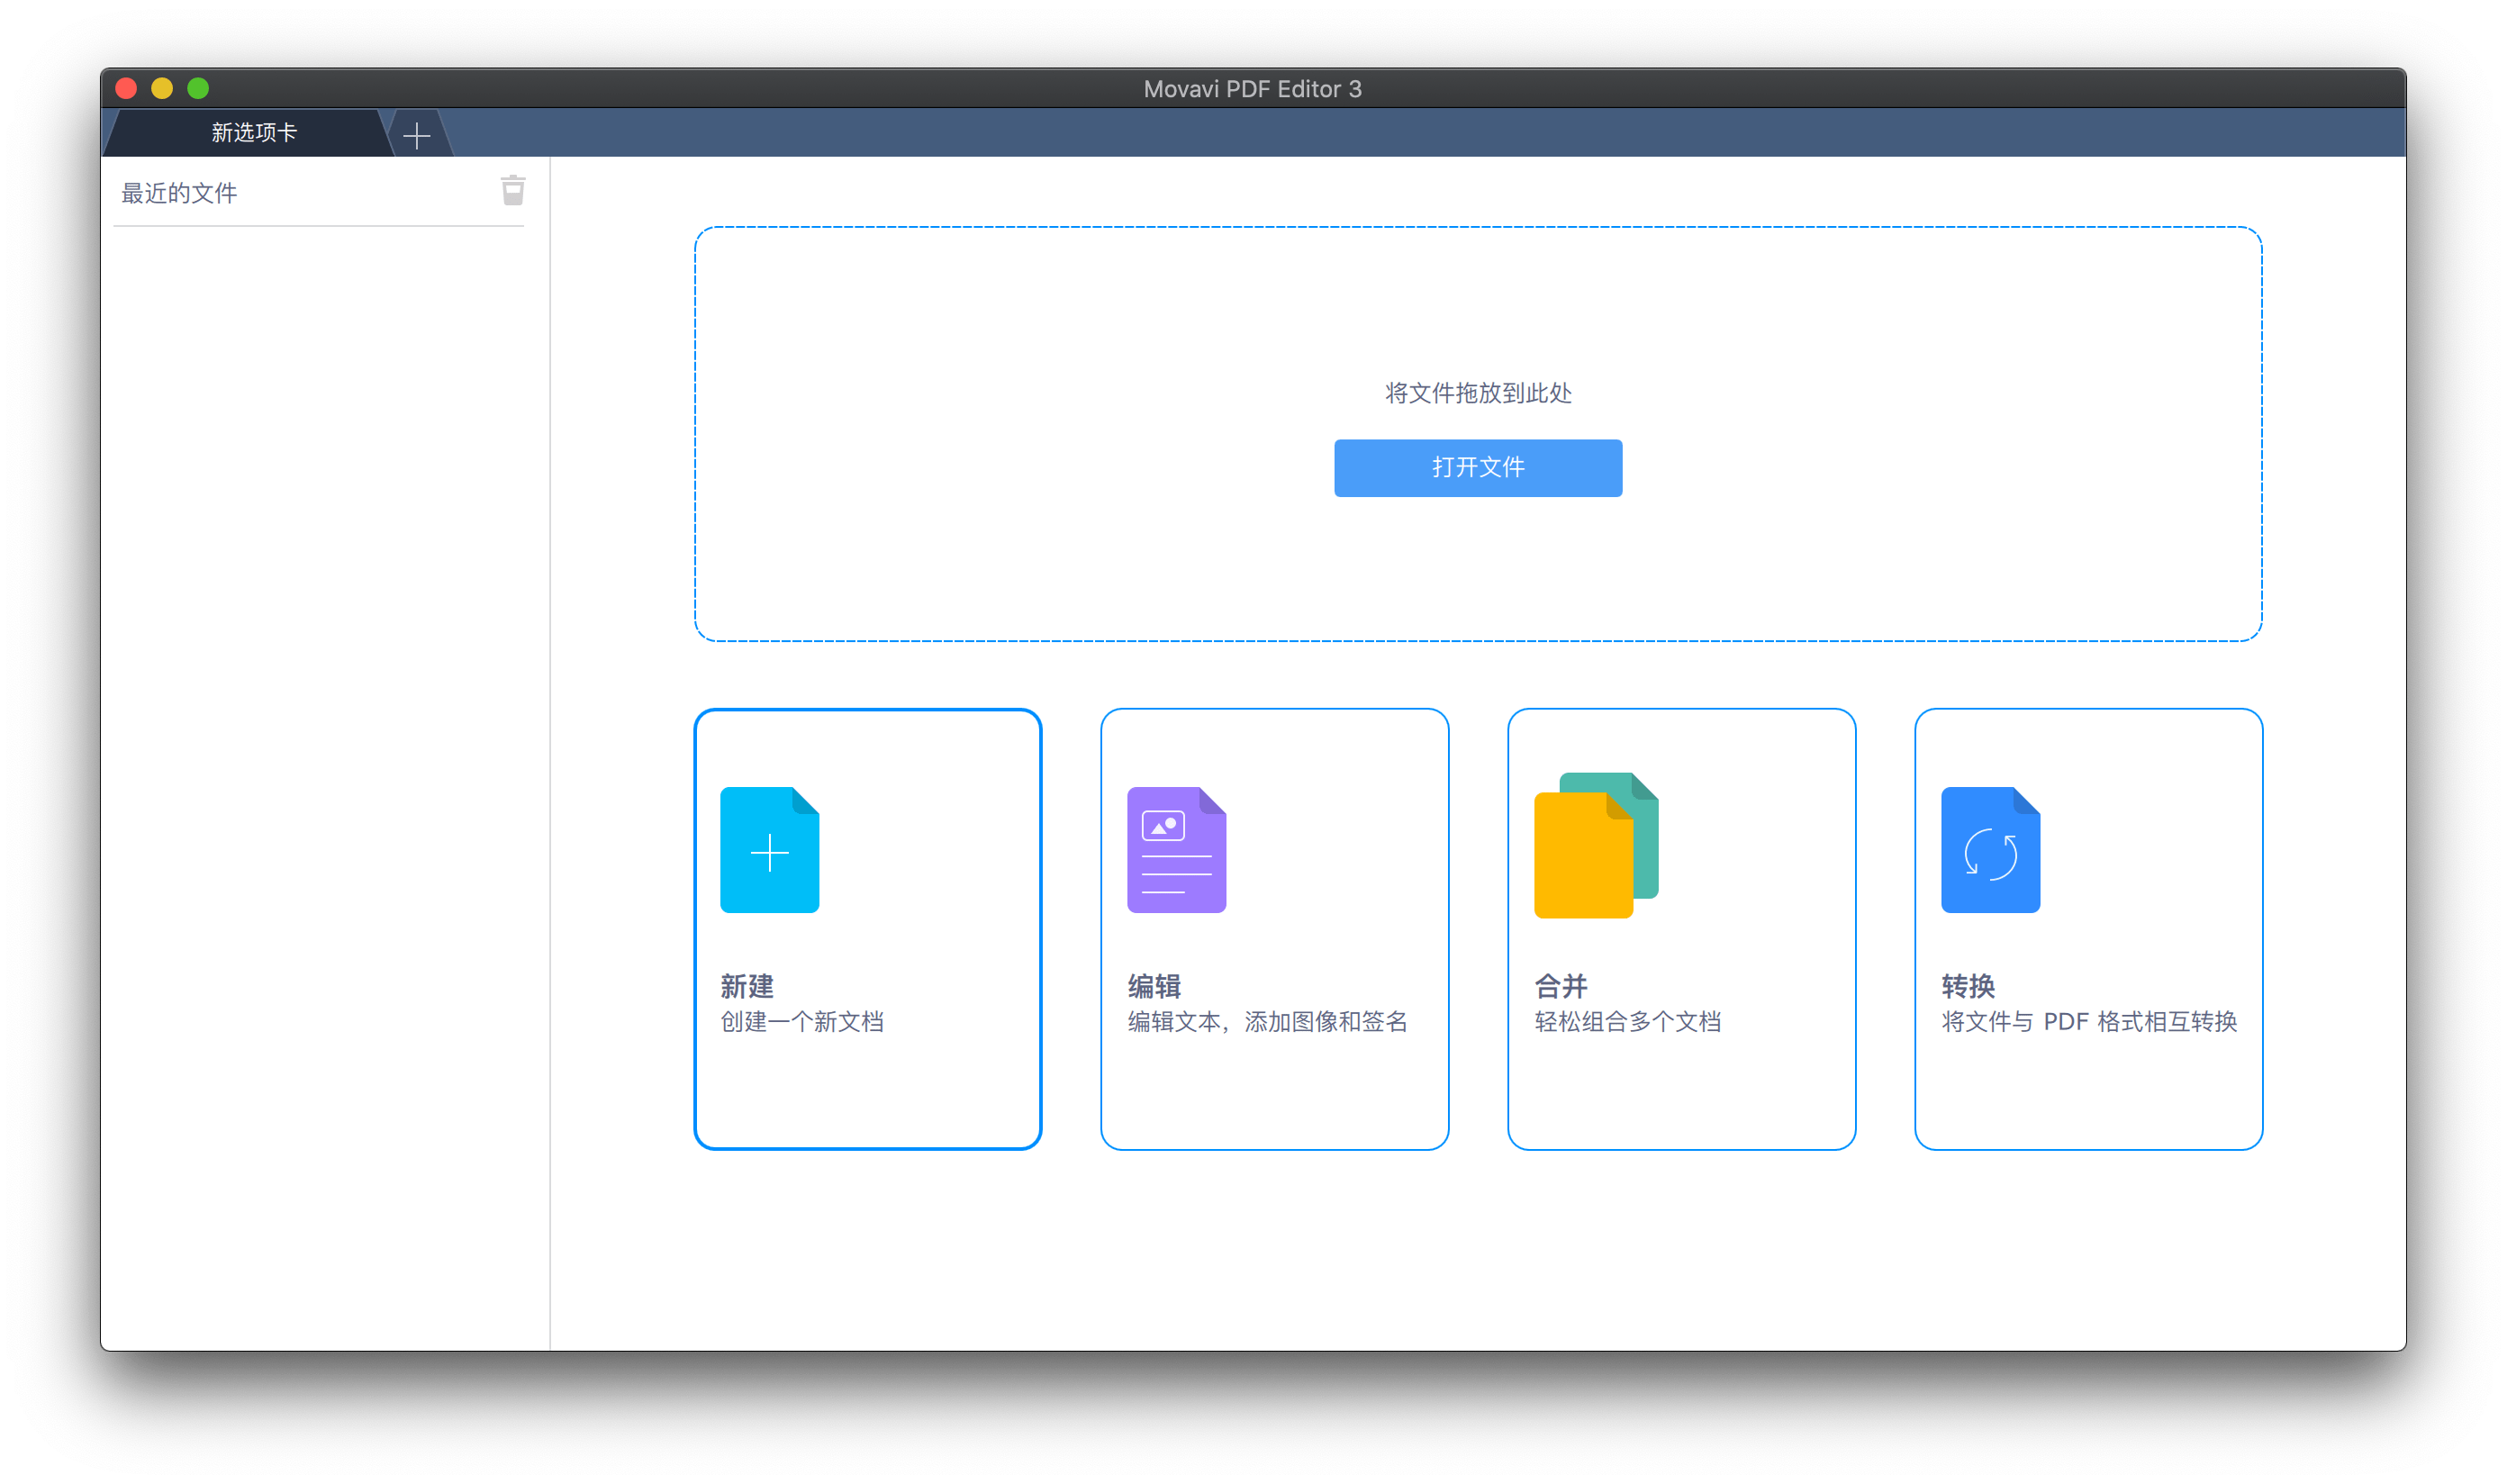 Movavi PDF Editor 3
新选项卡
最近的文件
将文件拖放到此处
打开文件
新建
创建一个新文档
编辑
编辑文本，添加图像和签名
合并
轻松组合多个文档
转换
将文件与 PDF 格式相互转换